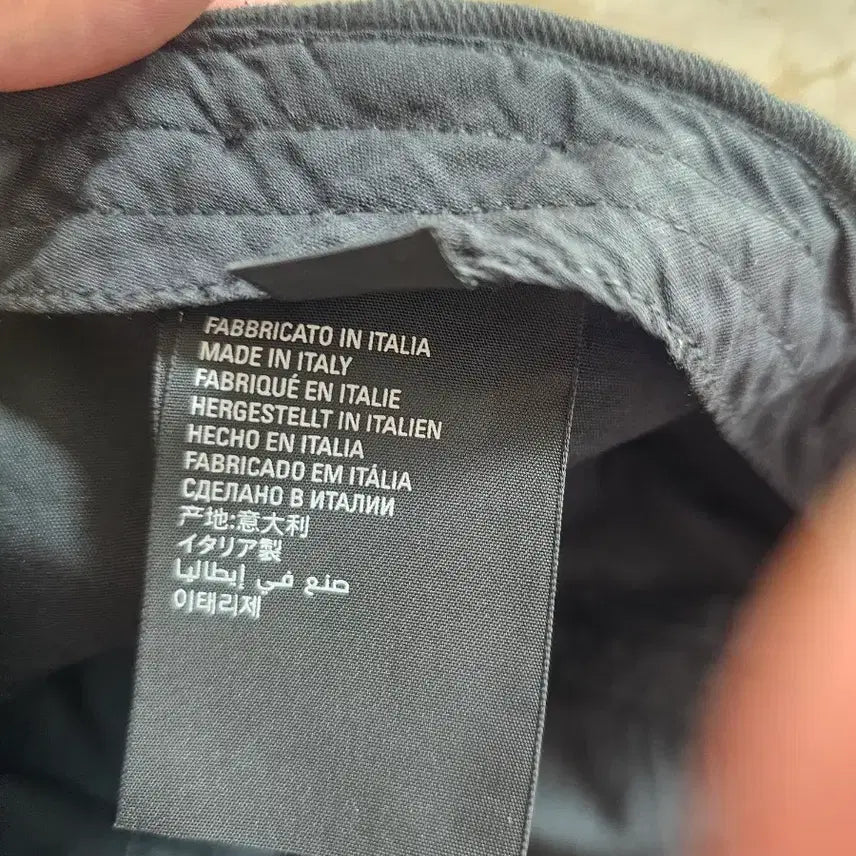 FABBRICATO IN ITALIA
MADE IN ITALY
FABRIQUÉ EN ITALIE
HERGESTELLT IN ITALIEN
HECHO EN ITALIA
FABRICADO EM ITÁLIA
СДЕЛАНО В ИТАЛИИ
产地:意大利
イタリア製
صنع في إيطاليا
이태리제